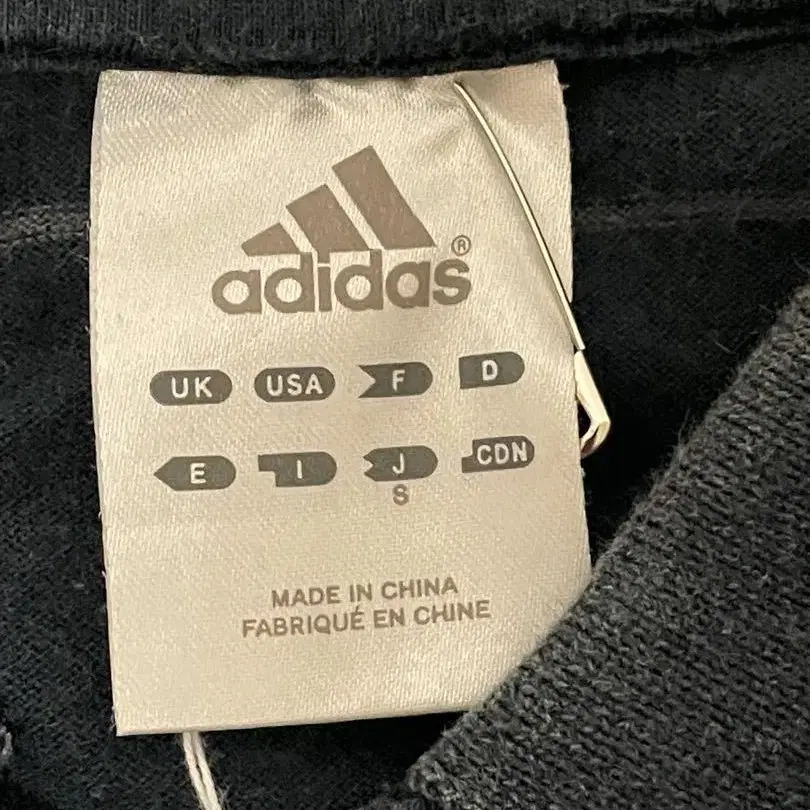 adidas®
UK USA F D
E I J CDN
S
MADE IN CHINA
FABRIQUÉ EN CHINE